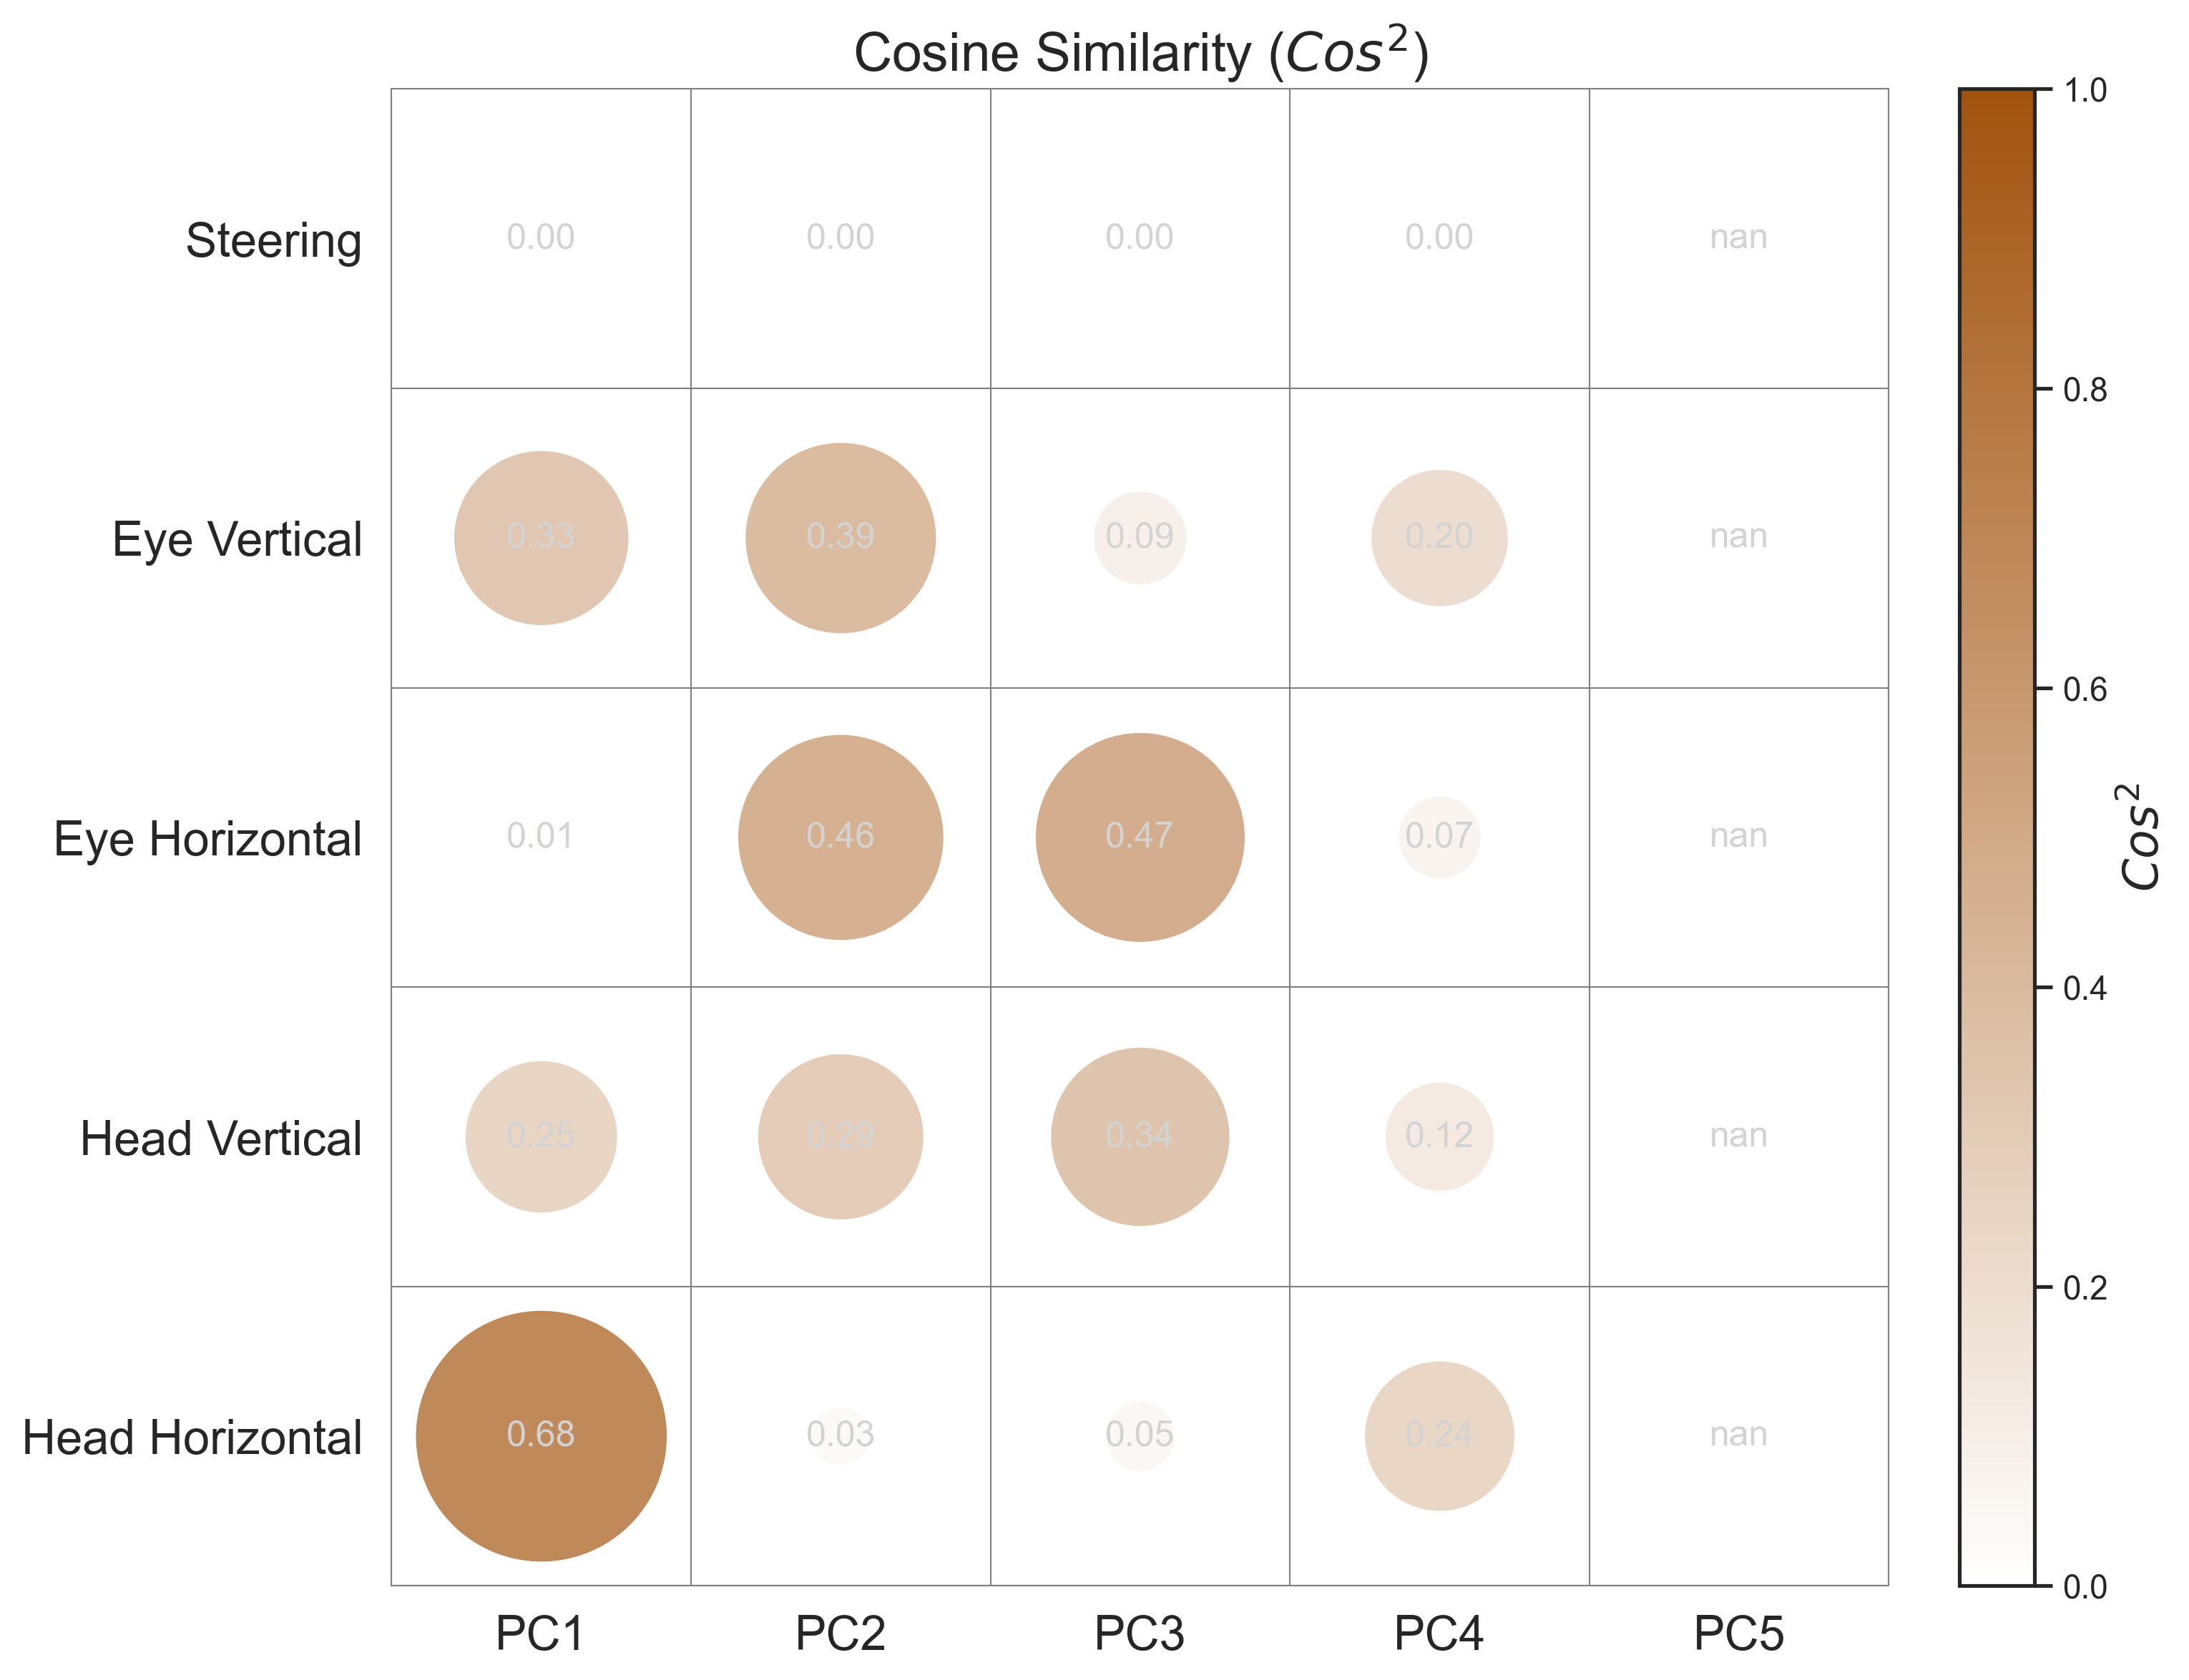 Cosine Similarity (Cos²)
Steering
0.00 0.00 0.00 0.00 nan
Eye Vertical
0.33 0.39 0.09 0.20 nan
Eye Horizontal
0.01 0.46 0.47 0.07 nan
Head Vertical
0.25 0.29 0.34 0.12 nan
Head Horizontal
0.68 0.03 0.05 0.24 nan
PC1 PC2 PC3 PC4 PC5
1.0
0.8
0.6
0.4
0.2
0.0
Cos²